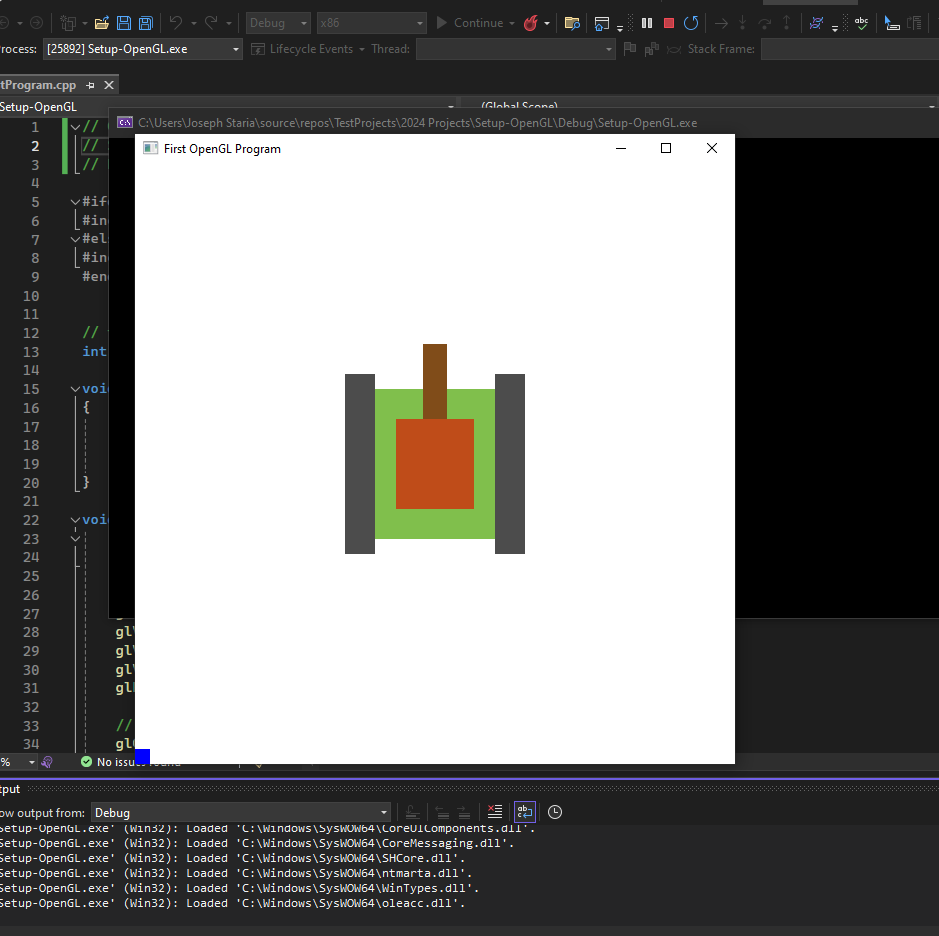 Debug x86 Continue
rocess: [25892] Setup-OpenGL.exe Lifecycle Events Thread: Stack Frame:
tProgram.cpp
Setup-OpenGL (Global Scope)
C:\Users\Joseph Staria\source\repos\TestProjects\2024 Projects\Setup-OpenGL\Debug\Setup-OpenGL.exe
First OpenGL Program
1 //
2 //
3 //
4
5 #if
6 #in
7 #el
8 #in
9 #en
10
11
12 //
13 int
14
15 voi
16 {
17
18
19
20 }
21
22 voi
23
24
25
26
27
28 gl
29 gl
30 gl
31 gl
32
33 //
34 gl
% No issues found
tput
ow output from: Debug
Setup-OpenGL.exe' (Win32): Loaded 'C:\Windows\SysWOW64\CoreUIComponents.dll'.
Setup-OpenGL.exe' (Win32): Loaded 'C:\Windows\SysWOW64\CoreMessaging.dll'.
Setup-OpenGL.exe' (Win32): Loaded 'C:\Windows\SysWOW64\SHCore.dll'.
Setup-OpenGL.exe' (Win32): Loaded 'C:\Windows\SysWOW64\ntmarta.dll'.
Setup-OpenGL.exe' (Win32): Loaded 'C:\Windows\SysWOW64\WinTypes.dll'.
Setup-OpenGL.exe' (Win32): Loaded 'C:\Windows\SysWOW64\oleacc.dll'.